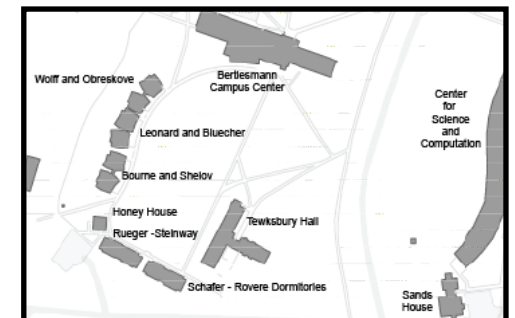 Wolff and Obreskove
Bertlesmann
Campus Center
Center
for
Science
and
Computation
Leonard and Bluecher
Bourne and Shelov
Honey House
Rueger -Steinway
Tewksbury Hall
Schafer - Rovere Dormitories
Sands
House